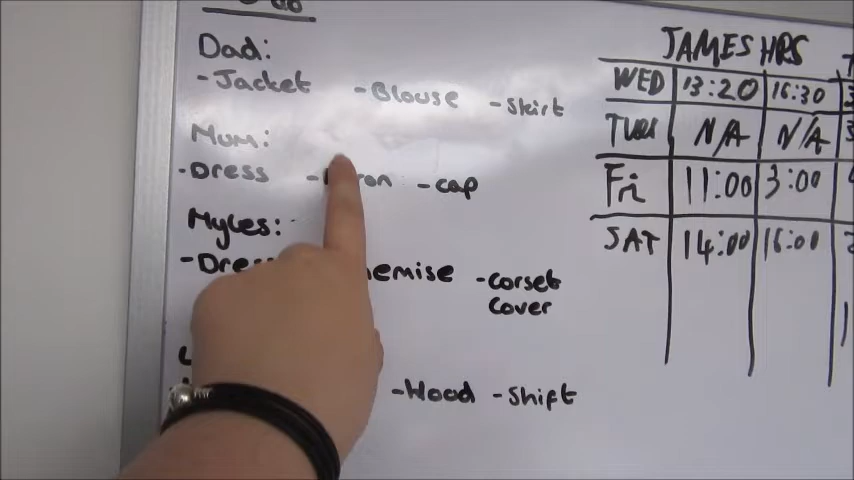 Dad:
-Jacket -Blouse -Skirt
Mum:
-Dress - -cap
Myles:
- -Corset
Cover
-Hood -Shift
JAMES HRS
WED 13:20 16:30
N/A N/A
Fri 11:00 3:00
SAT 14:00 16:00